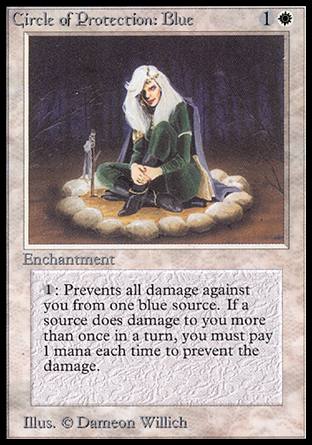 Circle of Protection: Blue 1
Enchantment
1: Prevents all damage against
you from one blue source. If a
source does damage to you more
than once in a turn, you must pay
1 mana each time to prevent the
damage.
Illus. © Dameon Willich